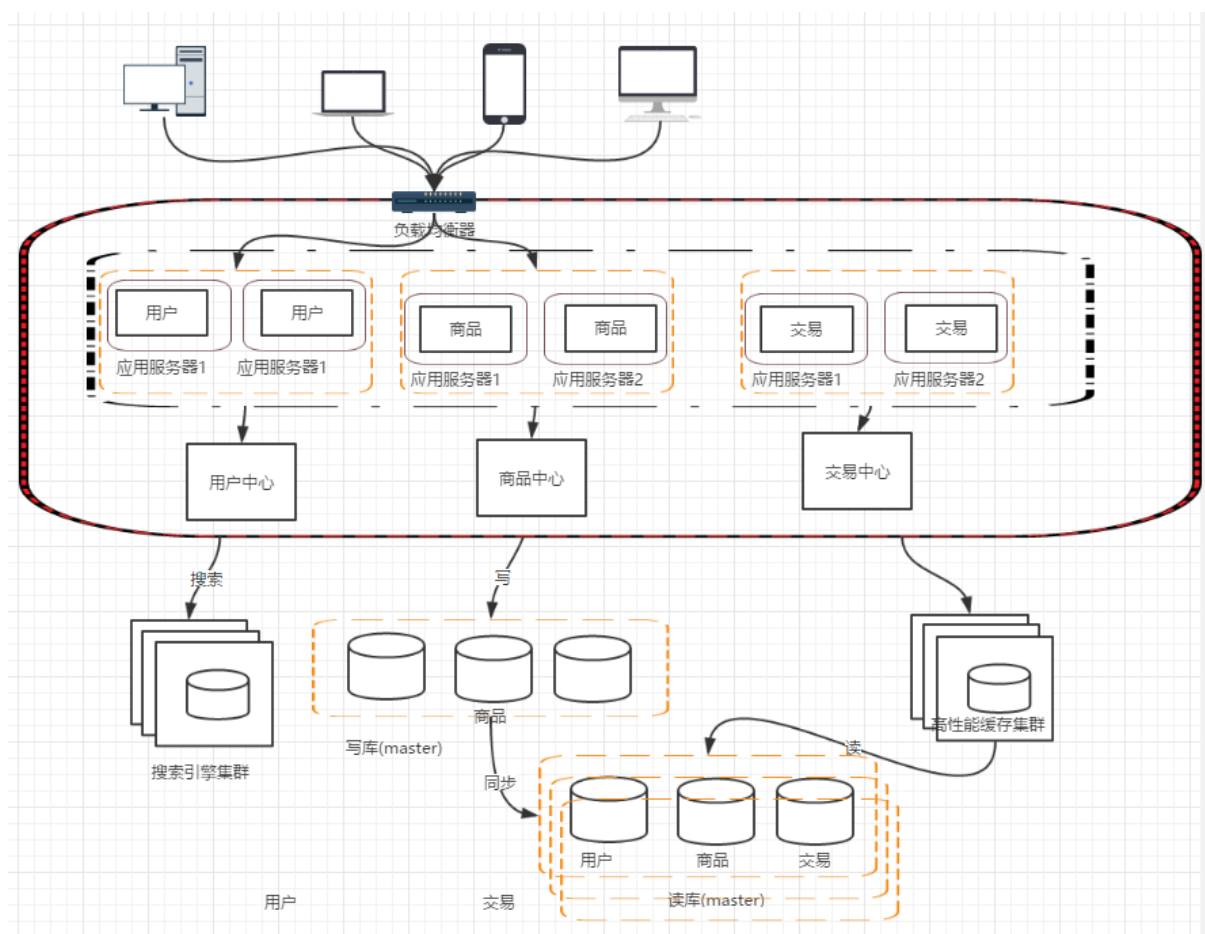 负载均衡器
用户
用户
商品
商品
交易
交易
应用服务器1
应用服务器1
应用服务器1
应用服务器2
应用服务器1
应用服务器2
用户中心
商品中心
交易中心
搜索
写
商品
高性能缓存集群
写库(master)
读
搜索引擎集群
同步
用户
商品
交易
用户
交易
读库(master)